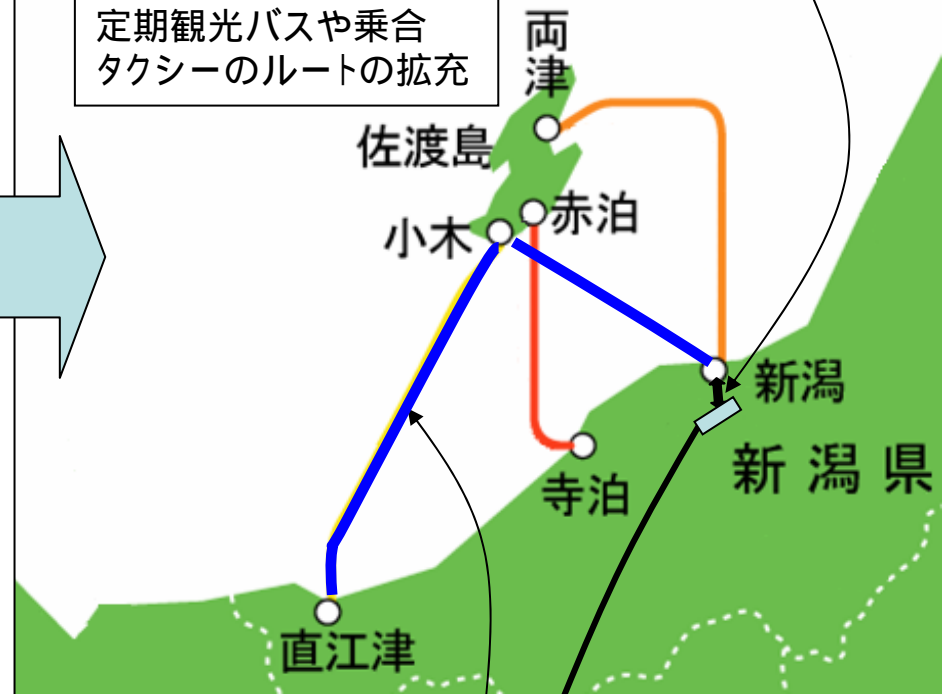 定期観光バスや乗合
タクシーのルートの拡充
両津
佐渡島
赤泊
小木
新潟
新潟県
寺泊
直江津